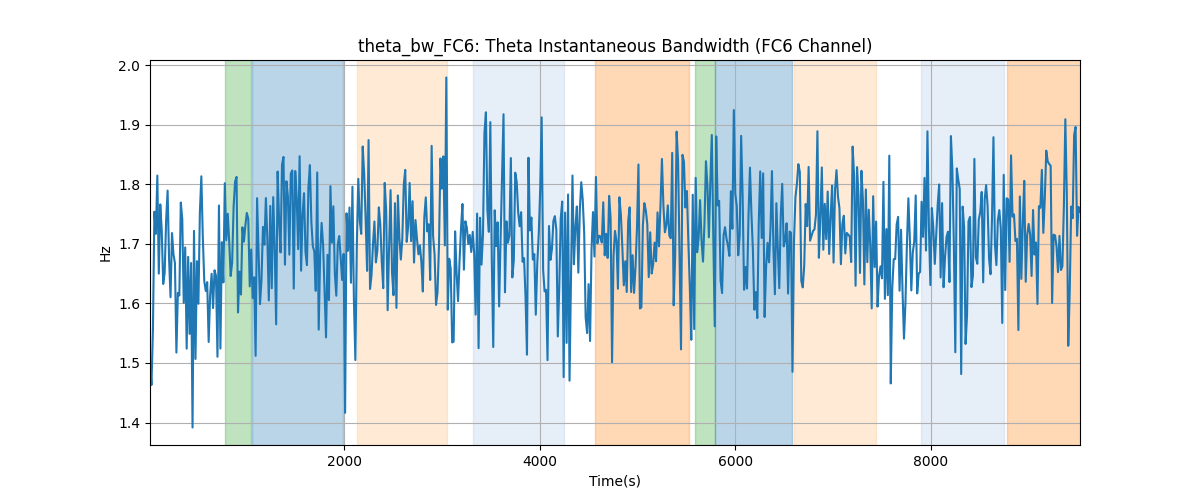 theta_bw_FC6: Theta Instantaneous Bandwidth (FC6 Channel)
2.0
1.9
1.8
1.7
1.6
1.5
1.4
Hz
2000 4000 6000 8000
Time(s)